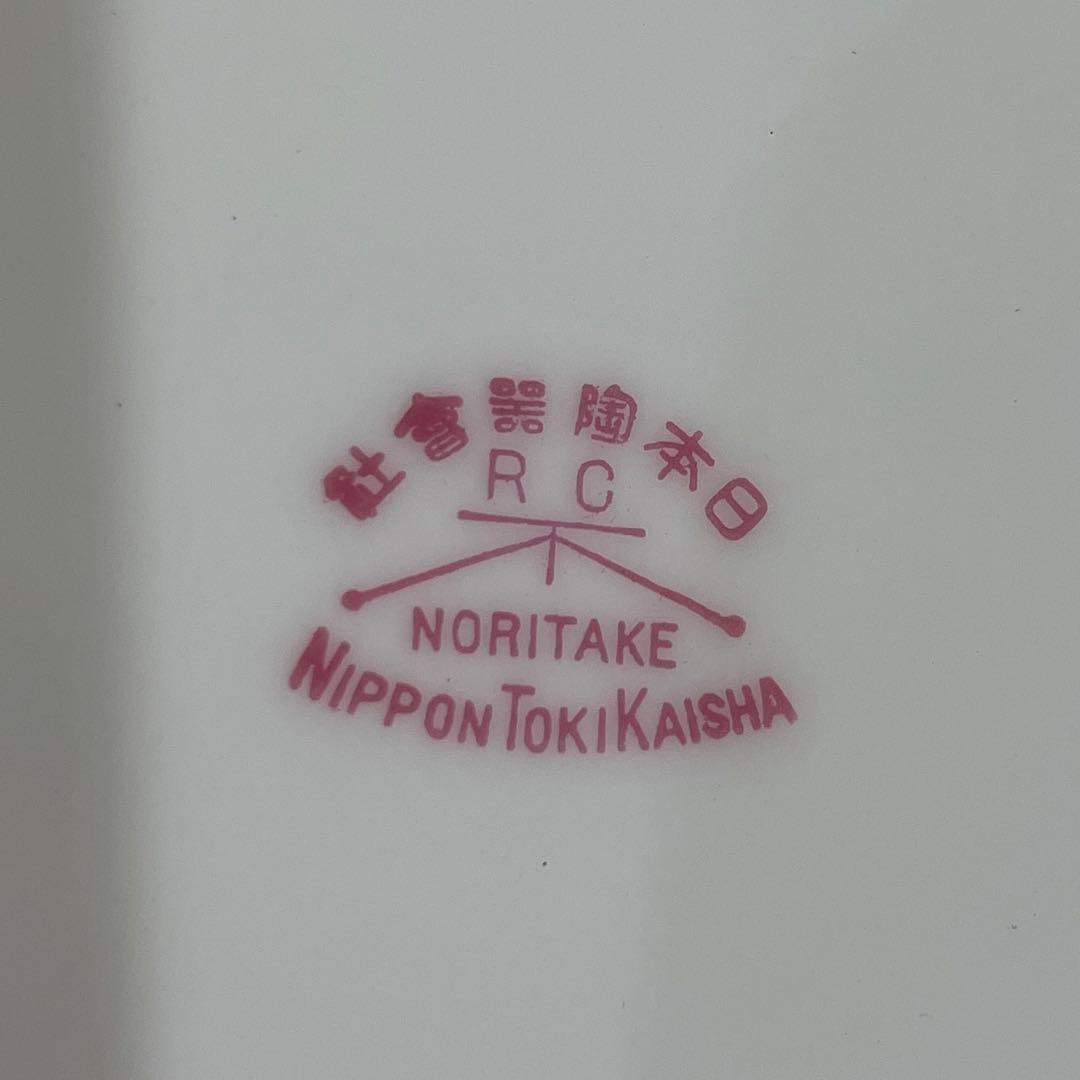 日本陶器會社
R C
NORITAKE
NIPPON TOKI KAISHA